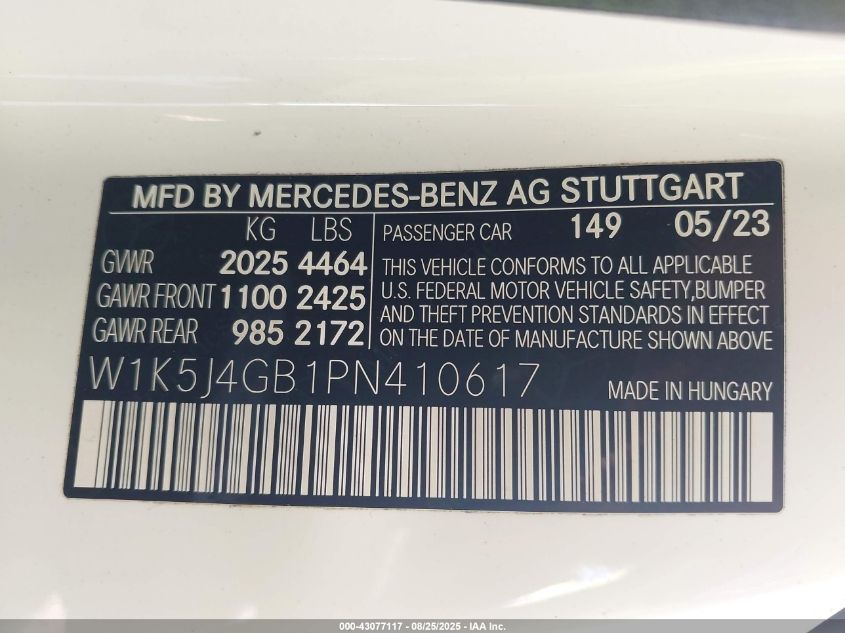 MFD BY MERCEDES-BENZ AG STUTTGART
KG LBS
PASSENGER CAR 149 05/23
GVWR 2025 4464
GAWR FRONT 1100 2425
GAWR REAR 985 2172
THIS VEHICLE CONFORMS TO ALL APPLICABLE
U.S. FEDERAL MOTOR VEHICLE SAFETY,BUMPER
AND THEFT PREVENTION STANDARDS IN EFFECT
ON THE DATE OF MANUFACTURE SHOWN ABOVE.
W1K5J4GB1PN410617
MADE IN HUNGARY
000-43077117 - 08/25/2025 - IAA Inc.